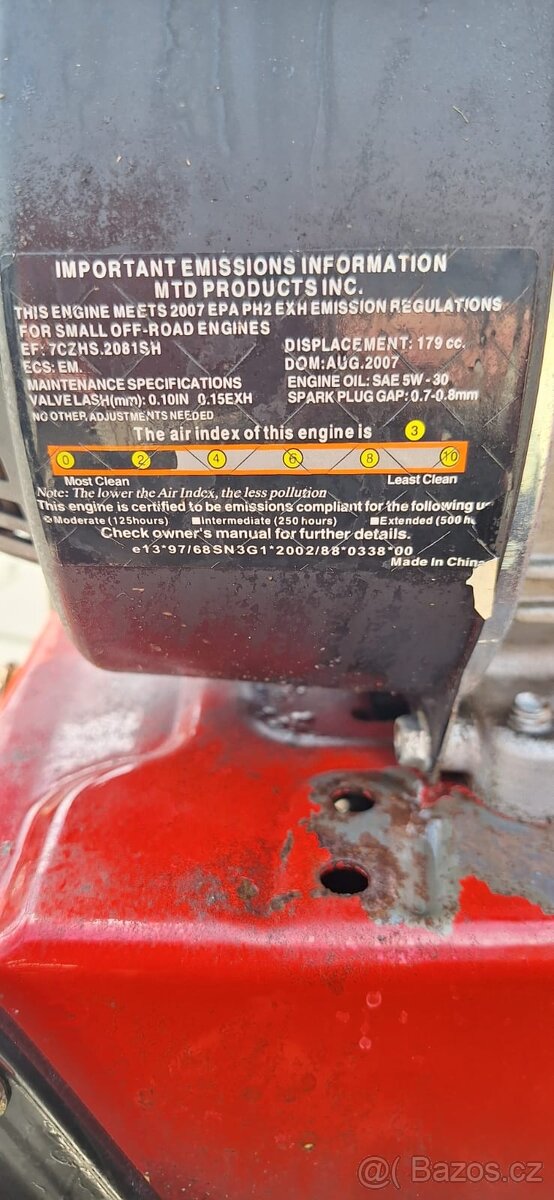 IMPORTANT EMISSIONS INFORMATION
MTD PRODUCTS INC.
THIS ENGINE MEETS 2007 EPA PH2 EXH EMISSION REGULATIONS
FOR SMALL OFF-ROAD ENGINES
EF: 7CZHS.2081SH
DISPLACEMENT: 179 cc.
ECS: EM.
DOM: AUG.2007
MAINTENANCE SPECIFICATIONS
ENGINE OIL: SAE 5W - 30
VALVE LASH(mm): 0.10IN 0.15EXH
SPARK PLUG GAP: 0.7-0.8mm
NO OTHER ADJUSTMENTS NEEDED
The air index of this engine is 3
0 2 4 6 8 10
Most Clean Least Clean
Note: The lower the Air Index, the less pollution
This engine is certified to be emissions compliant for the following
Moderate (125hours) ■Intermediate (250 hours) ■Extended (500
Check owner's manual for further details.
e13*97/68SN3G1*2002/88*0338*00
Made in China
@ Bazos.cz